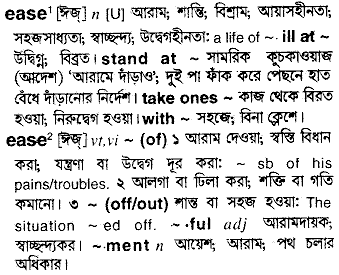 ease¹ [ঈজ্] n [U] আরাম; শান্তি; বিশ্রাম; আয়াসহীনতা;
সহজসাধ্যতা; স্বাচ্ছন্দ্য; উদ্বেগহীনতা: a life of ~. ill at ~
উদ্বিগ্ন; বিব্রত। stand at ~ সামরিক কুচকাওয়াজ
(আদেশ) 'আরামে দাঁড়াও'; দুই পা ফাঁক করে পেছনে হাত
বেঁধে দাঁড়ানোর নির্দেশ। take ones ~ কাজ থেকে বিরত
হওয়া; নিরুদ্বেগ হওয়া। with ~ সহজে; বিনা ক্লেশে।
ease² [ঈজ্] vt,vi ~ (of) ১ আরাম দেওয়া; স্বস্তি বিধান
করা; যন্ত্রণা বা উদ্বেগ দূর করা: ~ sb of his
pains/troubles. ২ আলগা বা ঢিলা করা; শক্তি বা গতি
কমানো। ৩ ~ (off/out) শান্ত বা সহজ হওয়া: The
situation ~ ed off. ~·ful adj আরামদায়ক;
স্বাচ্ছন্দ্যকর। ~·ment n আয়েশ; আরাম; পথ চলার
অধিকার।